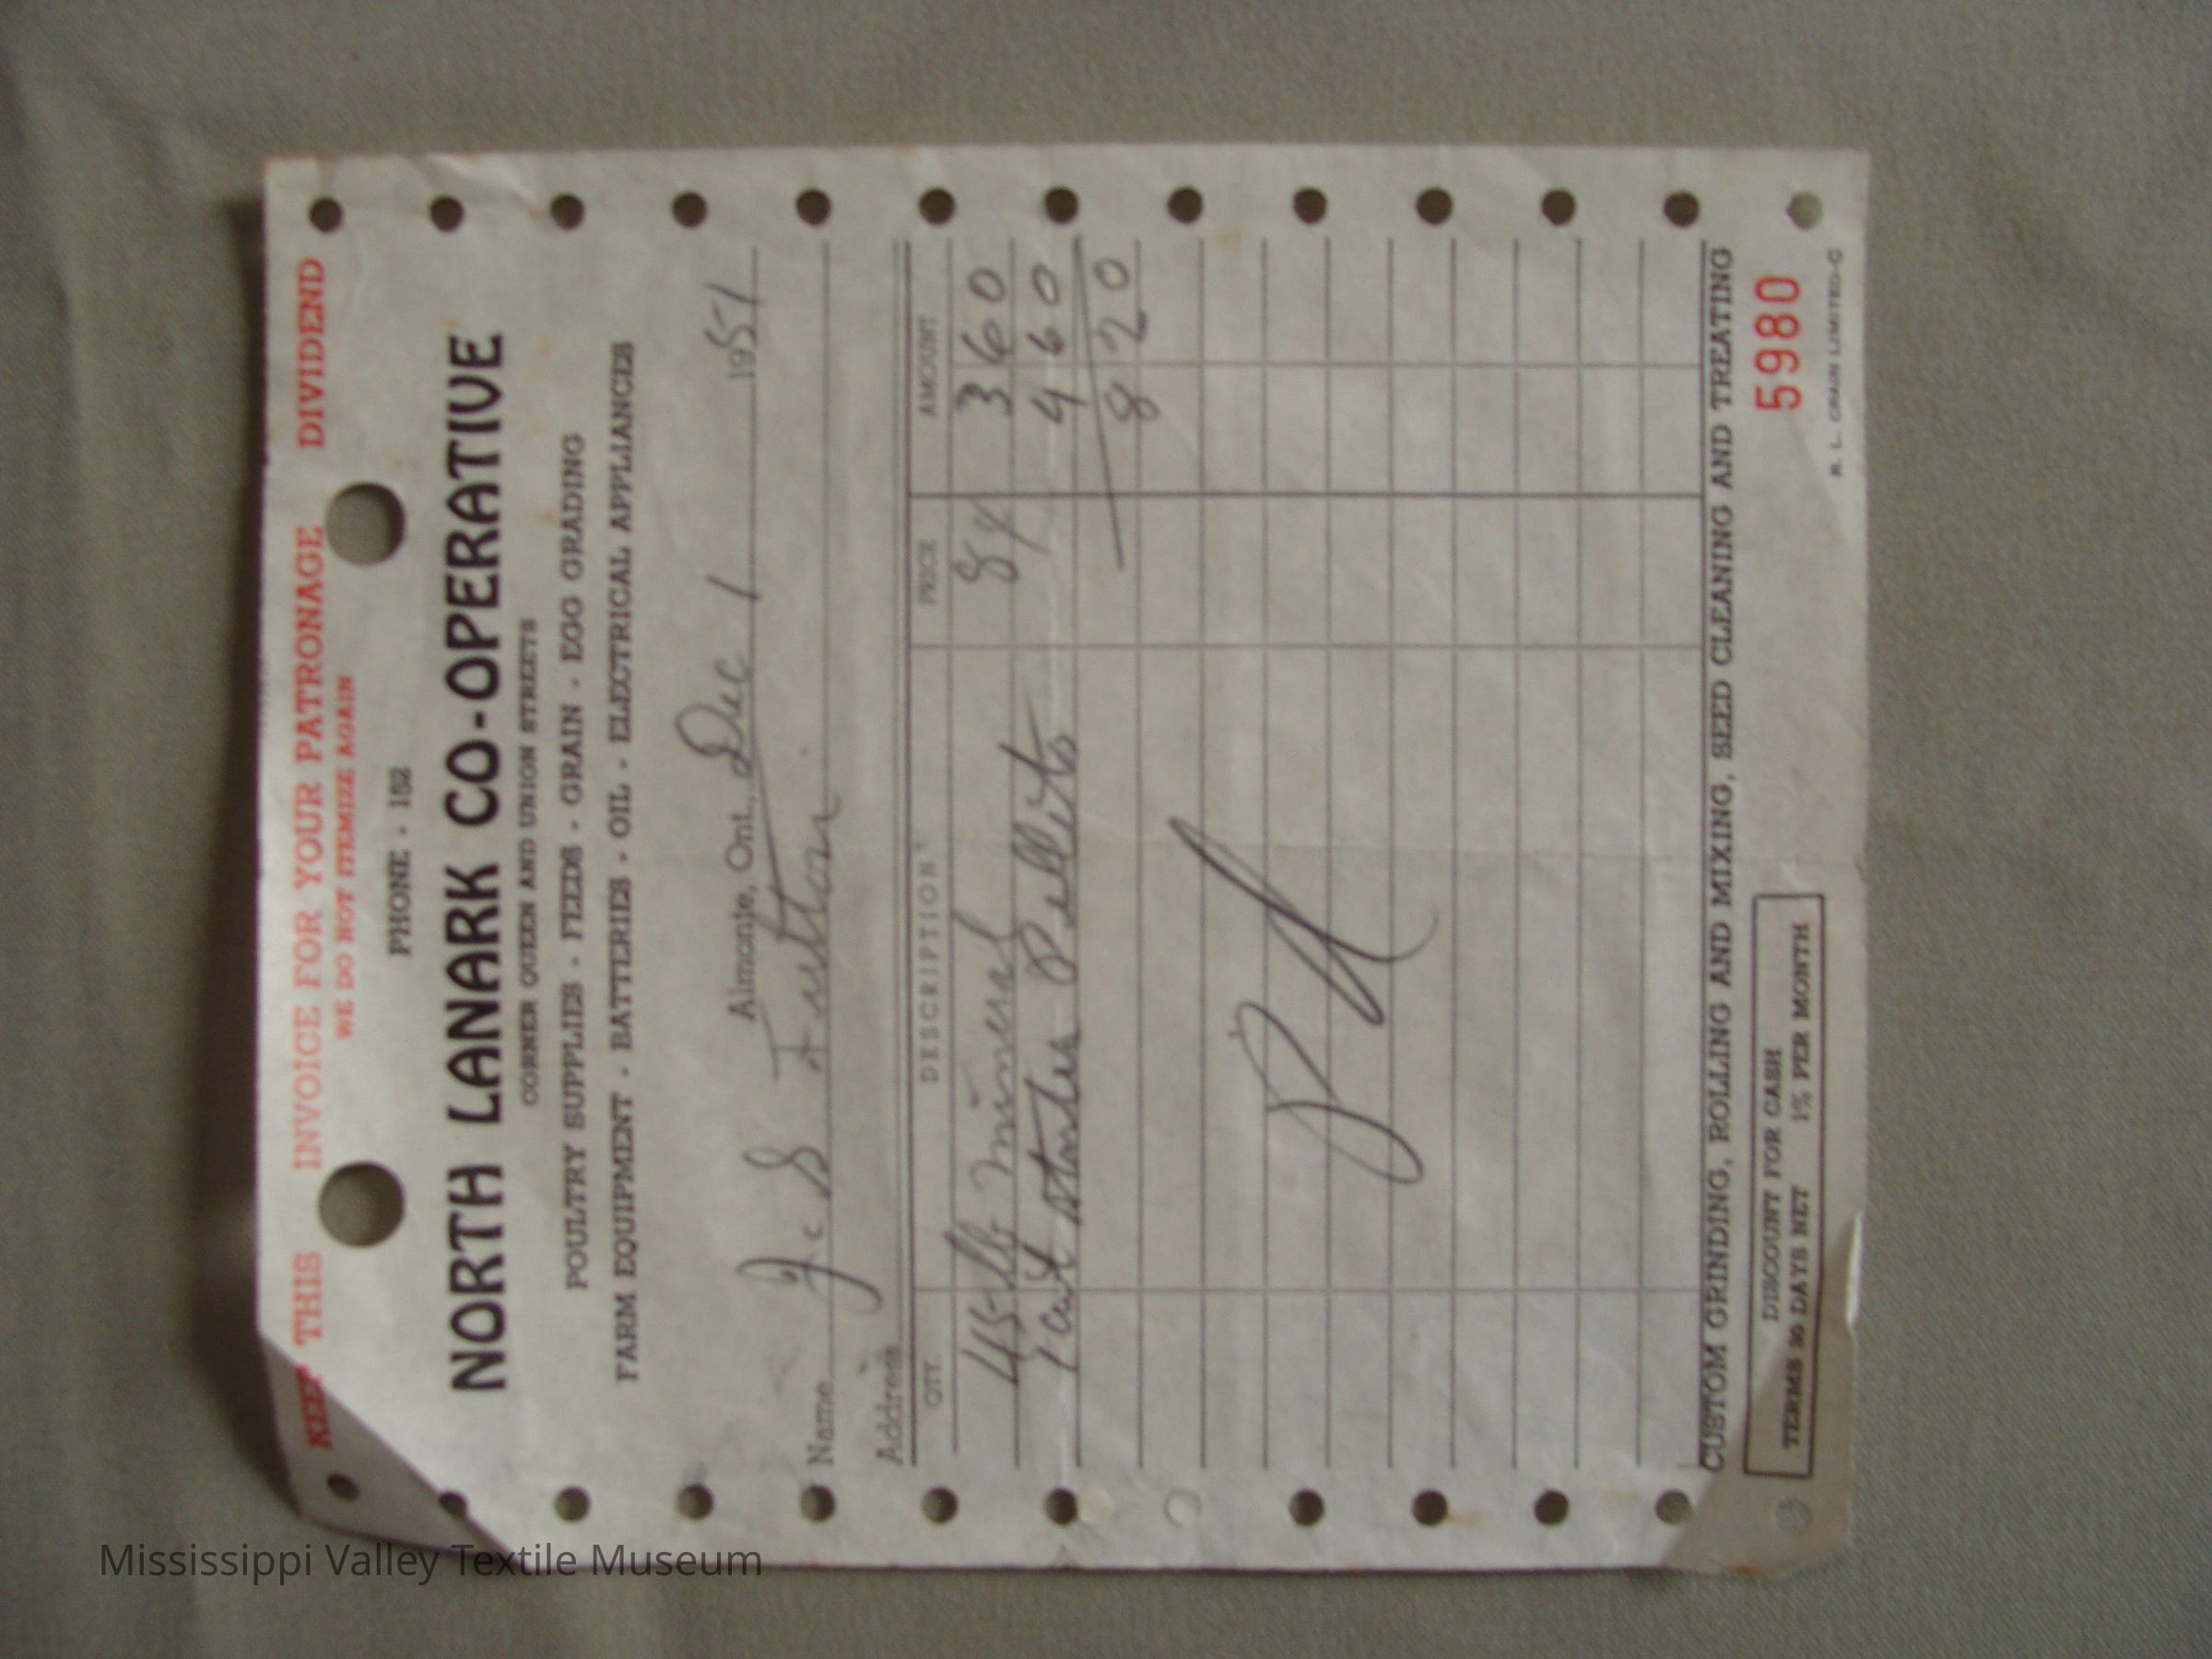 KEEP THIS INVOICE FOR YOUR PATRONAGE DIVIDEND
WE DO NOT ITEMIZE AGAIN
PHONE - 152
NORTH LANARK CO-OPERATIVE
CORNER QUEEN AND UNION STREETS
POULTRY SUPPLIES - FEEDS - GRAIN - EGG GRADING
FARM EQUIPMENT - BATTERIES - OIL - ELECTRICAL APPLIANCES
Almonte, Ont., Dec 1 1951
Name Fulton
Address
QTY. DESCRIPTION PRICE AMOUNT
45 lb mineral 8¢ 3 60
1 cwt starter Pellets 4 60
8 20
CUSTOM GRINDING, ROLLING AND MIXING, SEED CLEANING AND TREATING
DISCOUNT FOR CASH
TERMS 30 DAYS NET 1% PER MONTH
5980
R. L. CRAIN LIMITED-C
Mississippi Valley Textile Museum